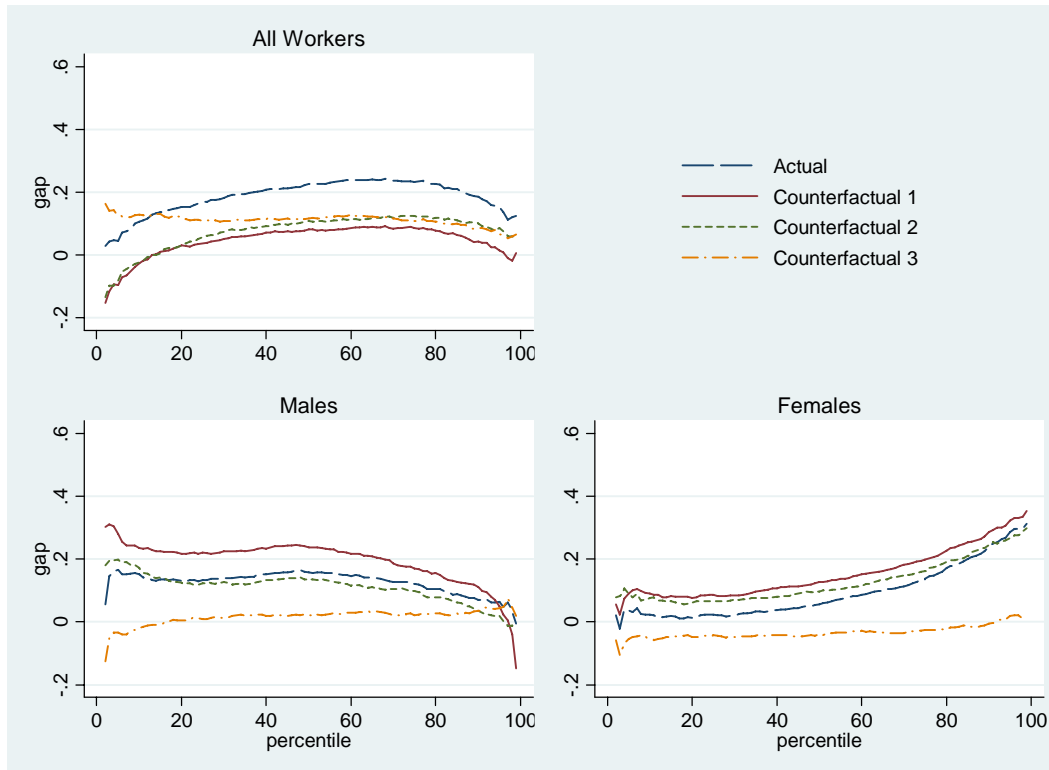 All Workers
gap
.6
.4
.2
0
-.2
0 20 40 60 80 100
Actual
Counterfactual 1
Counterfactual 2
Counterfactual 3
Males
gap
.6
.4
.2
0
-.2
0 20 40 60 80 100
percentile
Females
.6
.4
.2
0
-.2
0 20 40 60 80 100
percentile